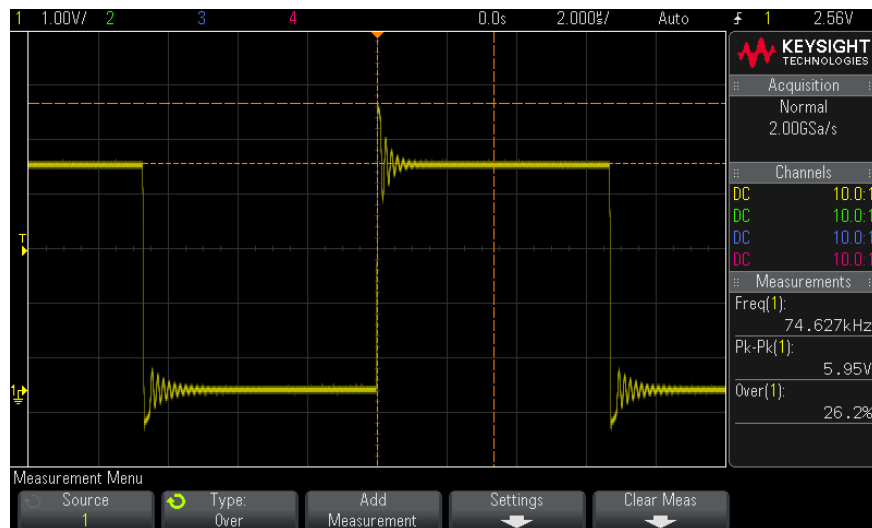 1 1.00V/ 2 3 4 0.0s 2.000%/ Auto 1 2.56V
KEYSIGHT
TECHNOLOGIES
Acquisition
Normal
2.00GSa/s
Channels
DC 10.0:1
DC 10.0:1
DC 10.0:1
DC 10.0:1
Measurements
Freq(1):
74.627kHz
Pk-Pk(1):
5.95V
Over(1):
26.2%
T
1
Measurement Menu
Source
1
Type:
Over
Add
Measurement
Settings
Clear Meas